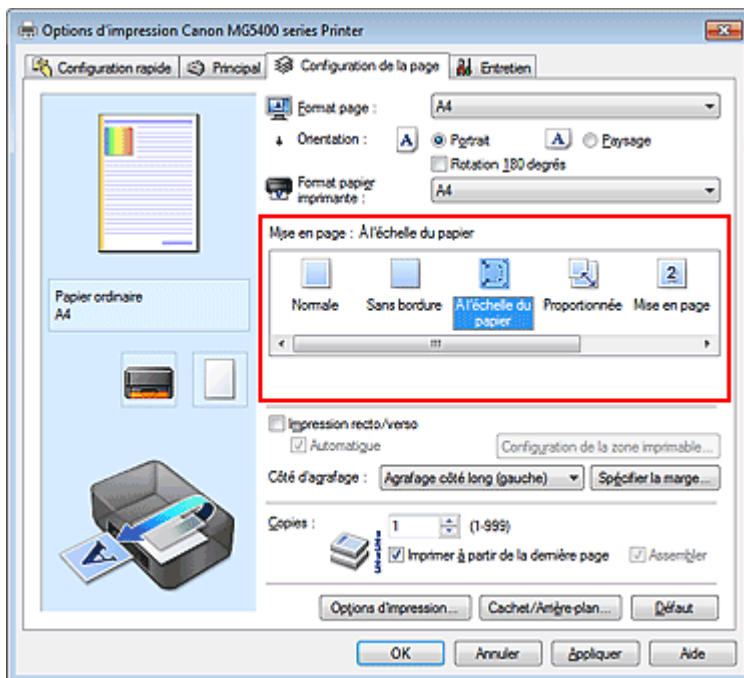 Options d'impression Canon MG5400 series Printer
Configuration rapide
Principal
Configuration de la page
Entretien
Format page :
A4
Orientation :
A
Portrait
A
Paysage
Rotation 180 degrés
Format papier
imprimante :
A4
Mise en page : À l'échelle du papier
Normale
Sans bordure
À l'échelle du
papier
Proportionnée
2
Mise en page
Papier ordinaire
A4
Impression recto/verso
Automatique
Configuration de la zone imprimable...
Côté d'agrafage :
Agrafage côté long (gauche)
Spécifier la marge...
Copies :
1
(1-999)
Imprimer à partir de la dernière page
Assembler
A
Options d'impression...
Cachet/Arrière-plan...
Défaut
OK
Annuler
Appliquer
Aide